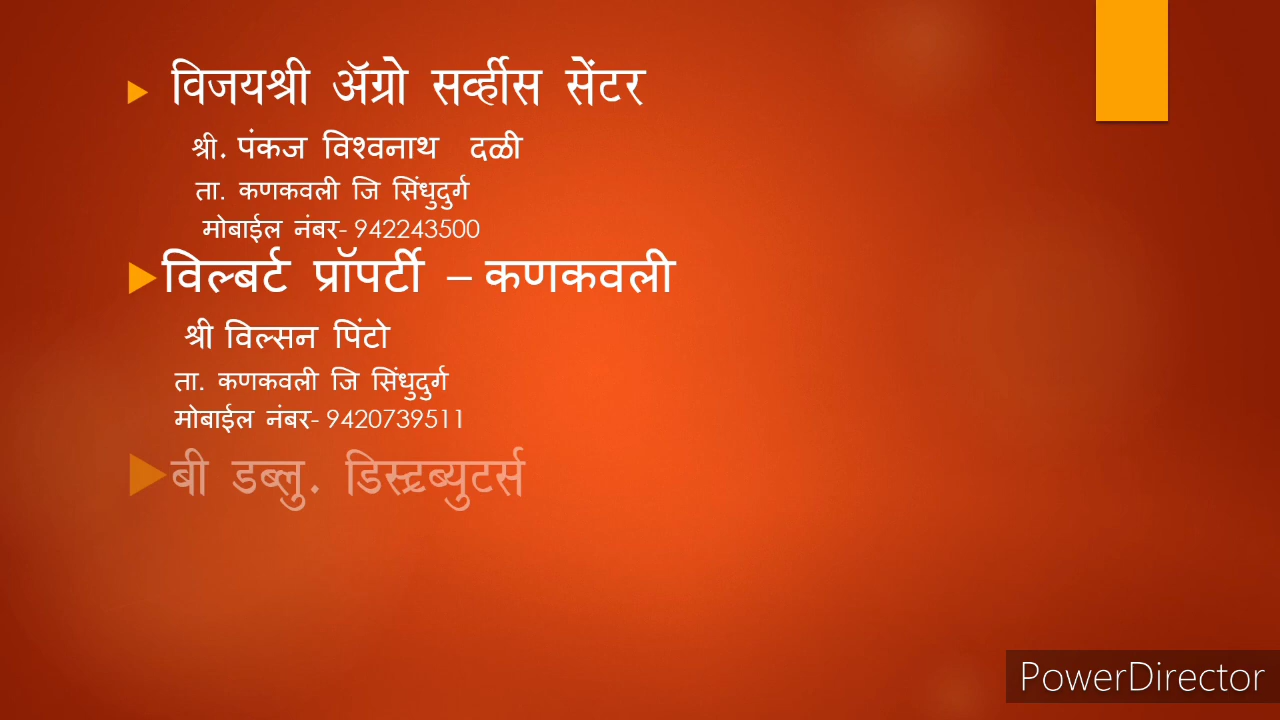 विजयश्री ॲग्रो सर्व्हीस सेंटर
श्री. पंकज विश्वनाथ दळी
ता. कणकवली जि सिंधुदुर्ग
मोबाईल नंबर- 942243500
विल्बर्ट प्रॉपर्टी – कणकवली
श्री विल्सन पिंटो
ता. कणकवली जि सिंधुदुर्ग
मोबाईल नंबर- 9420739511
बी डब्लु. डिस्ट्रब्युटर्स
PowerDirector